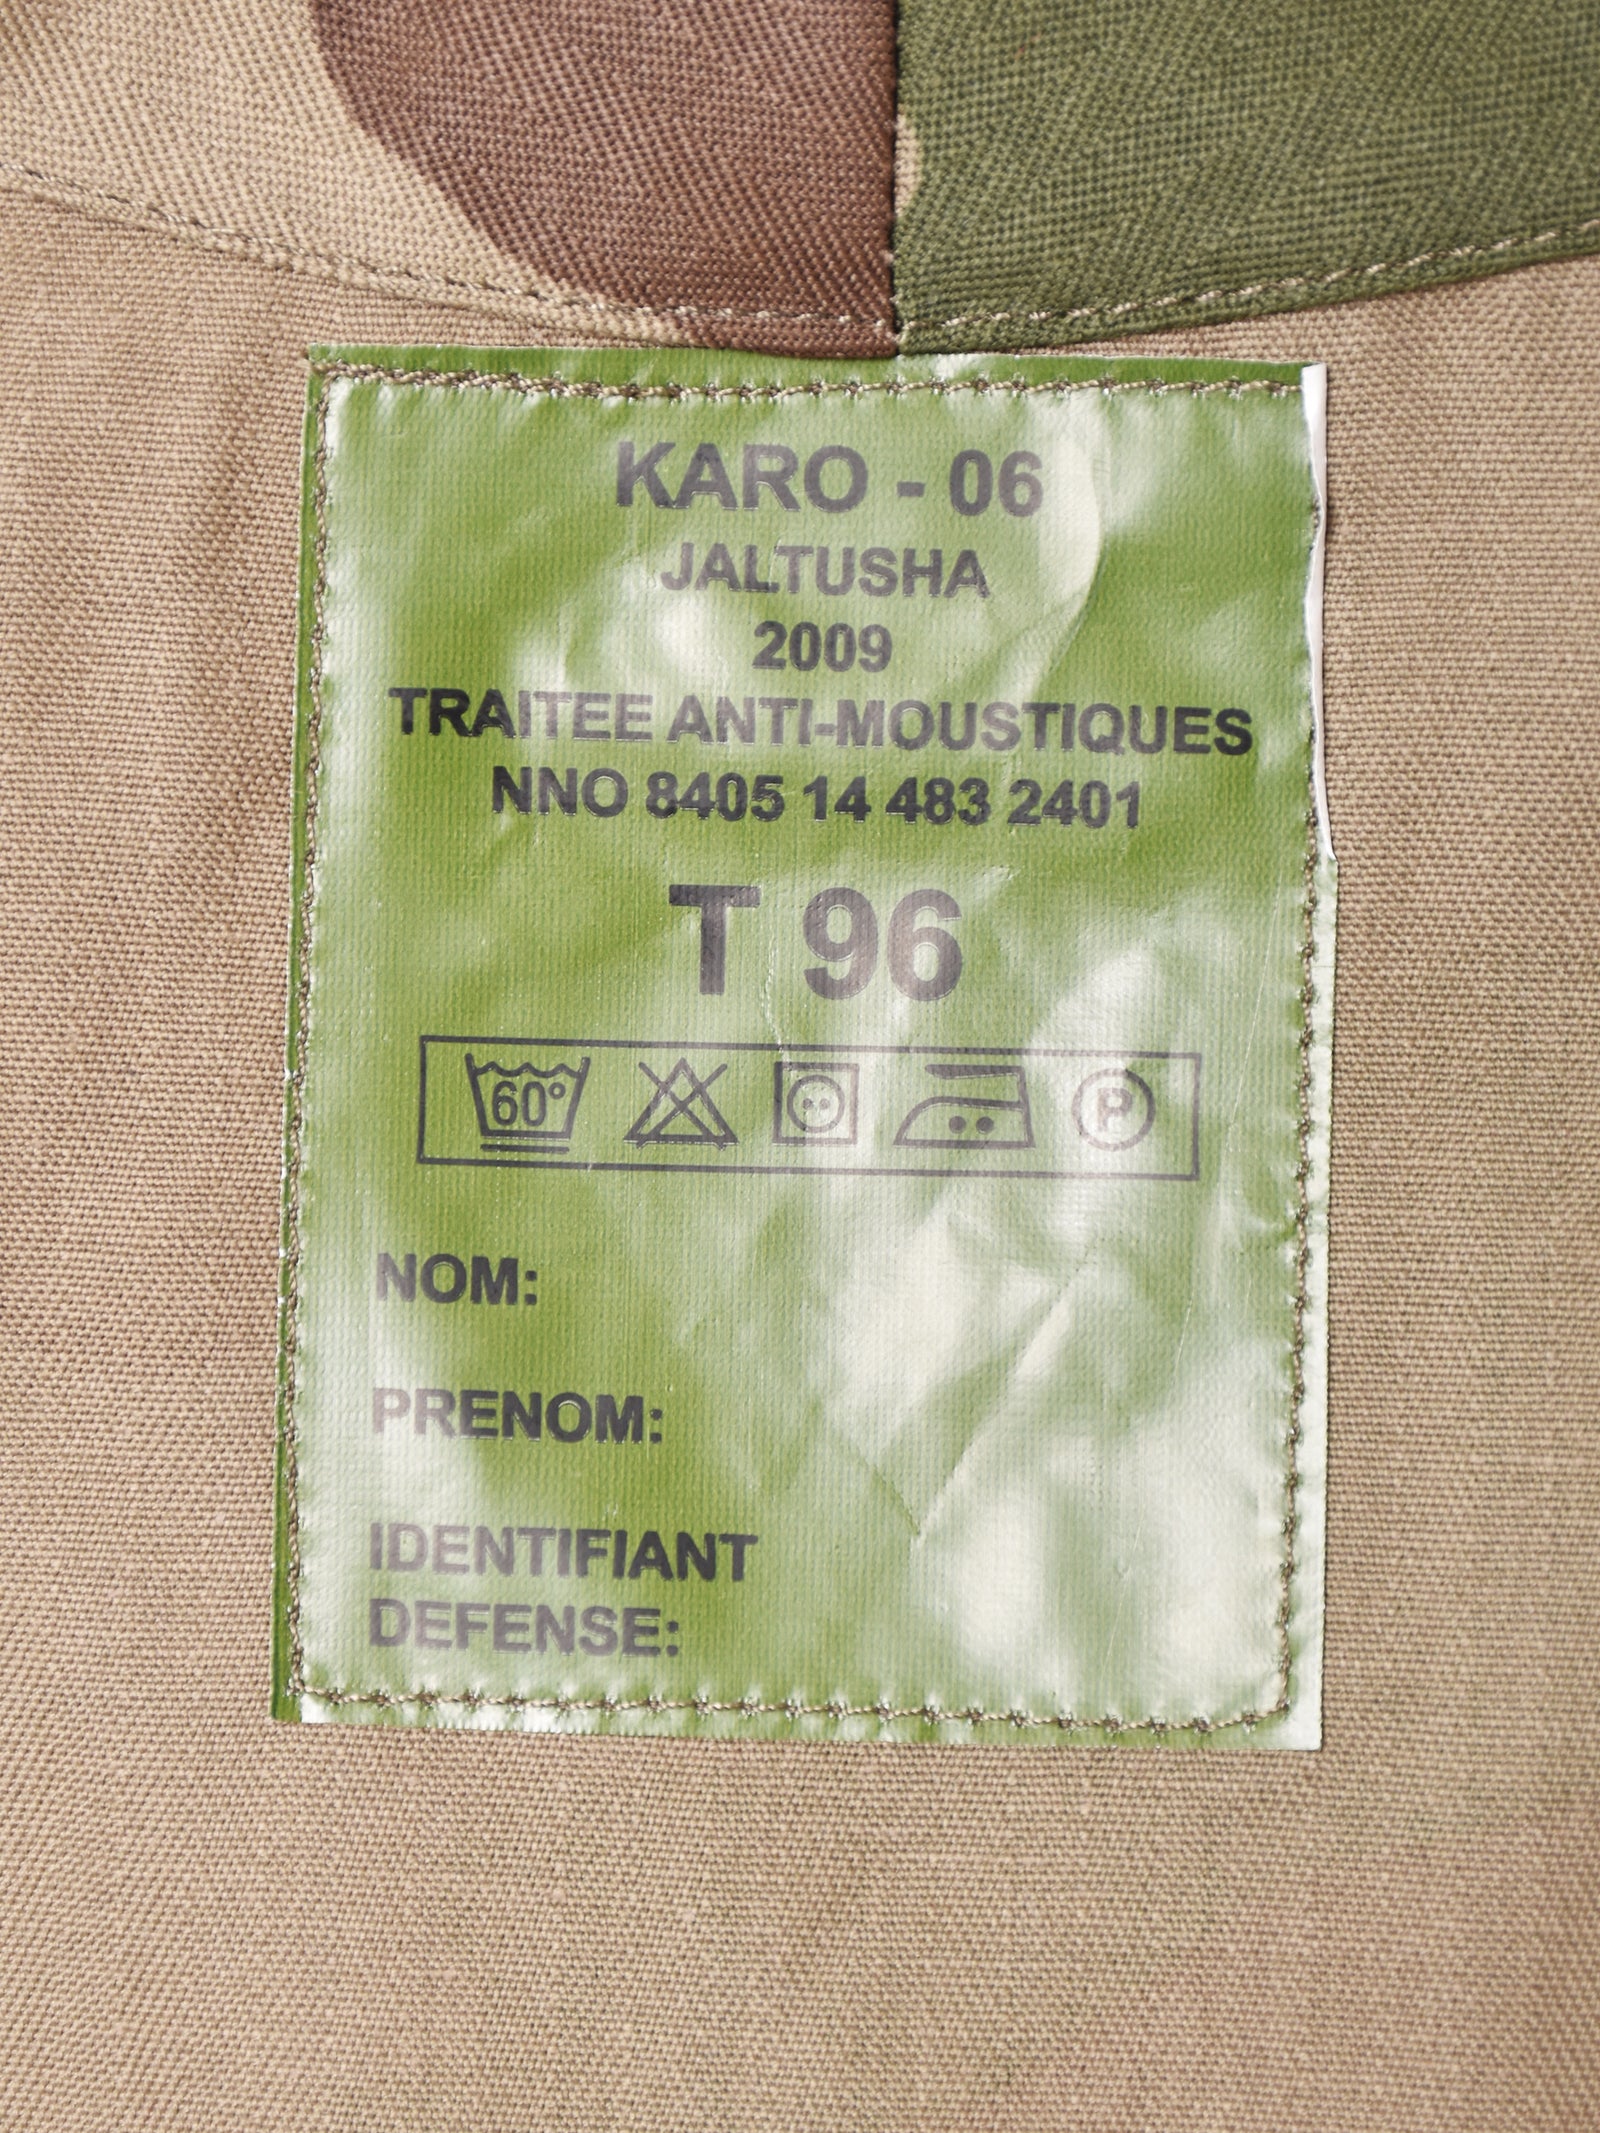 KARO - 06
JALTUSHA
2009
TRAITEE ANTI-MOUSTIQUES
NNO 8405 14 483 2401
T 96
60° P
NOM:
PRENOM:
IDENTIFIANT
DEFENSE: